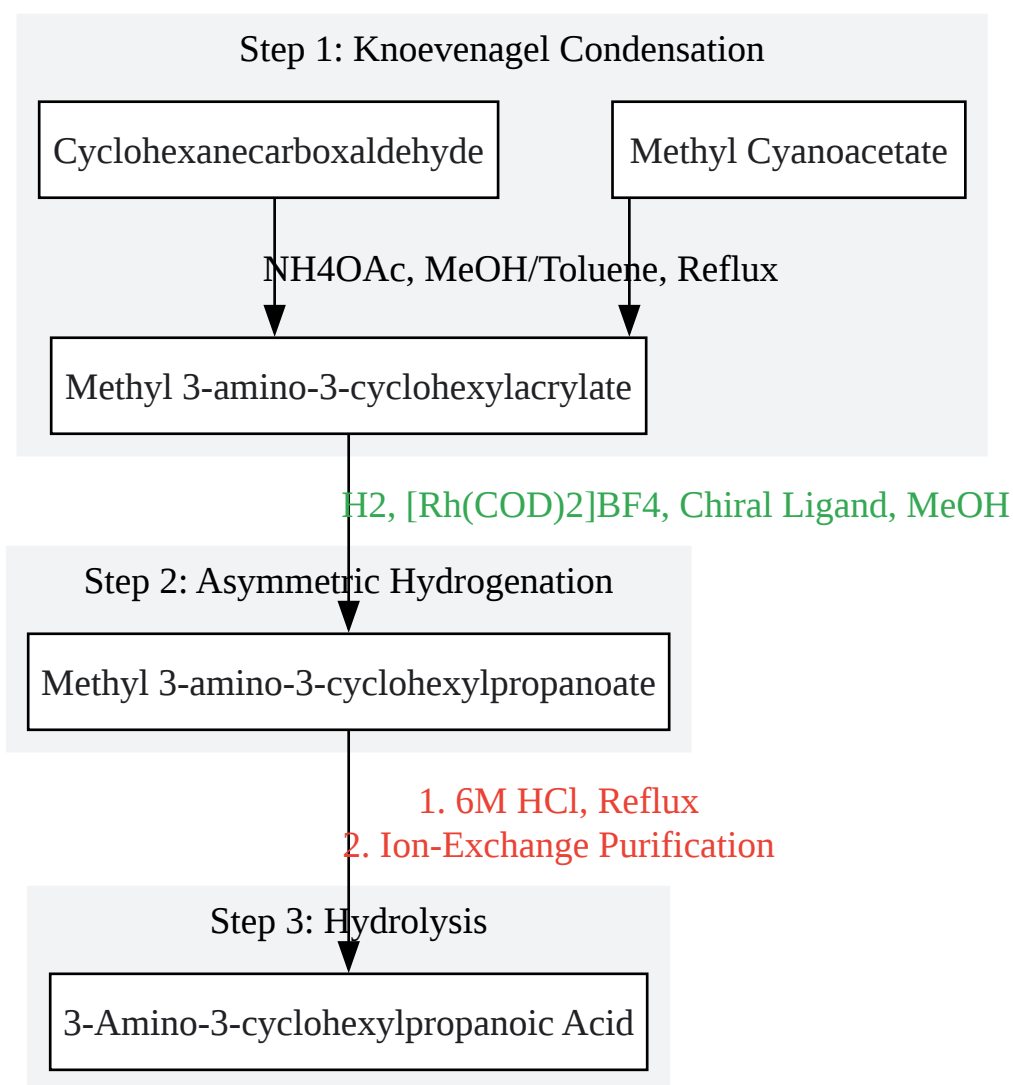 Step 1: Knoevenagel Condensation
Cyclohexanecarboxaldehyde
Methyl Cyanoacetate
NH4OAc, MeOH/Toluene, Reflux
Methyl 3-amino-3-cyclohexylacrylate
H2, [Rh(COD)2]BF4, Chiral Ligand, MeOH
Step 2: Asymmetric Hydrogenation
Methyl 3-amino-3-cyclohexylpropanoate
1. 6M HCl, Reflux
2. Ion-Exchange Purification
Step 3: Hydrolysis
3-Amino-3-cyclohexylpropanoic Acid